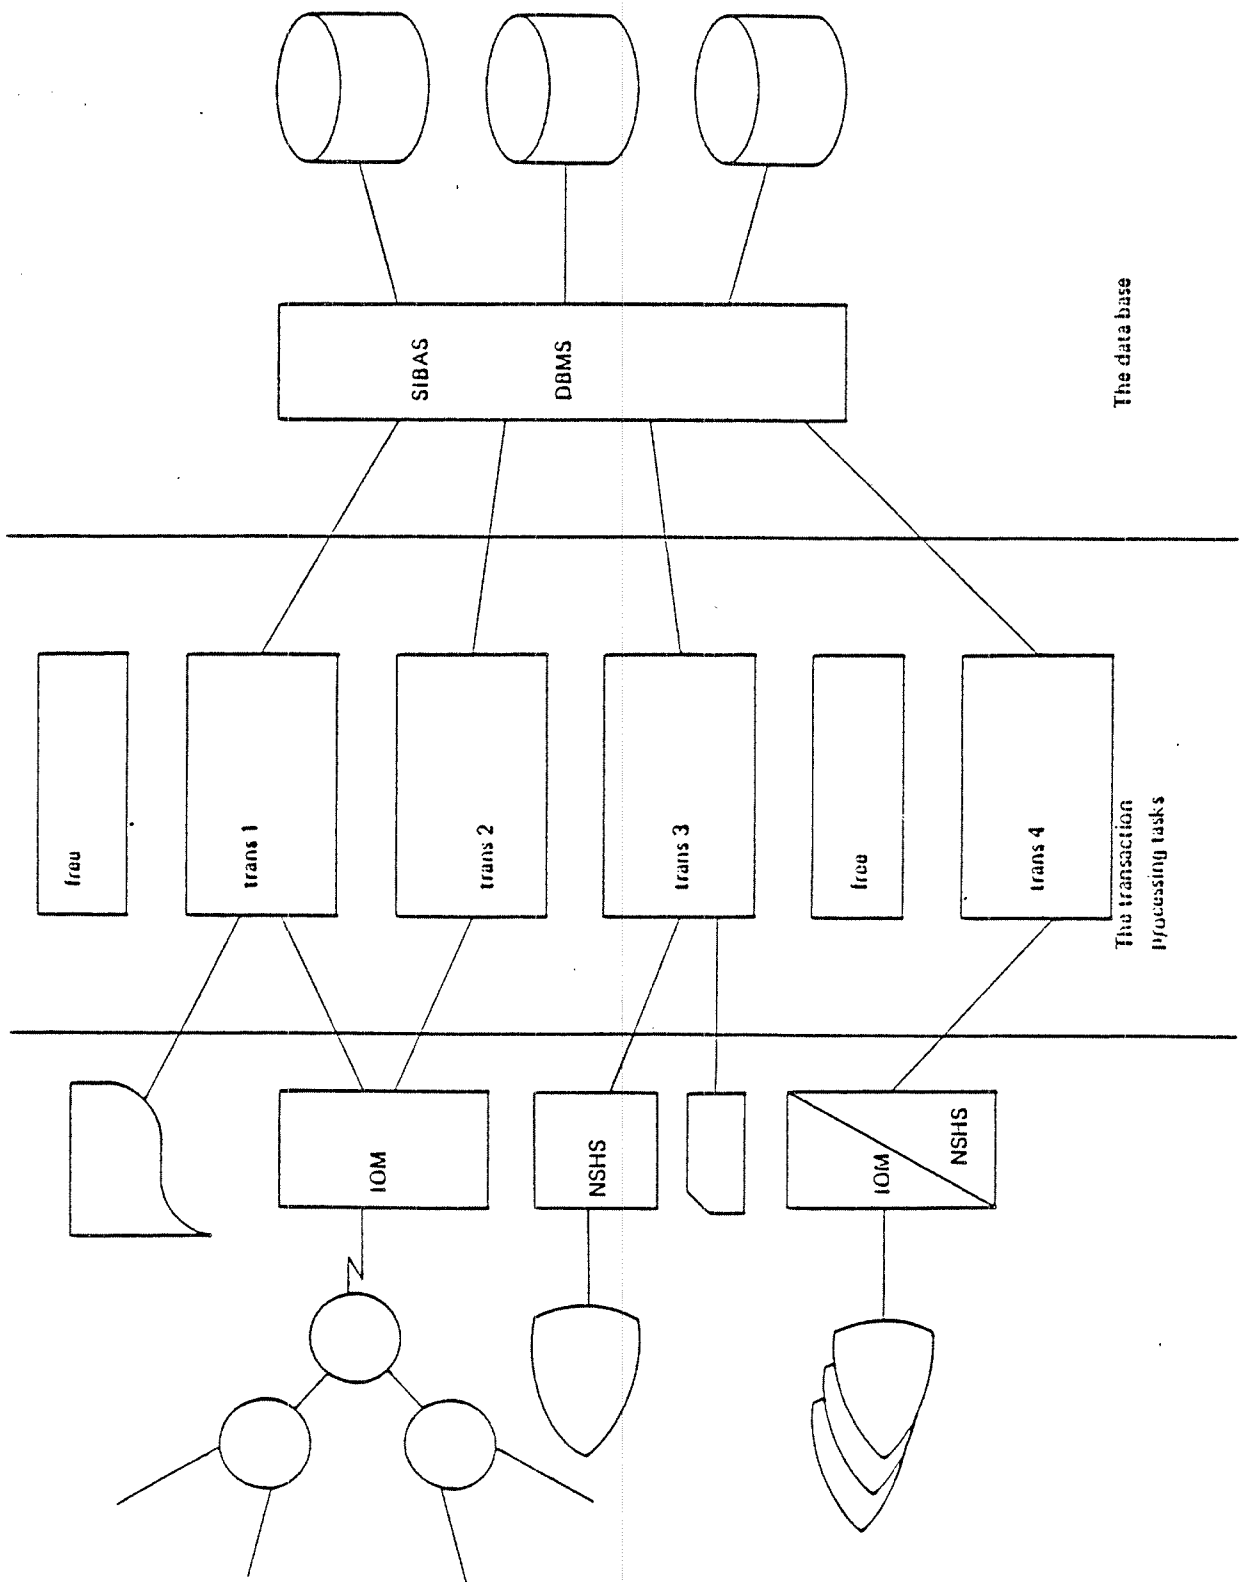 free
IOM
trans 1
SIBAS
DBMS
trans 2
NSHS
trans 3
IOM
NSHS
free
trans 4
The transaction
Processing tasks
The data base